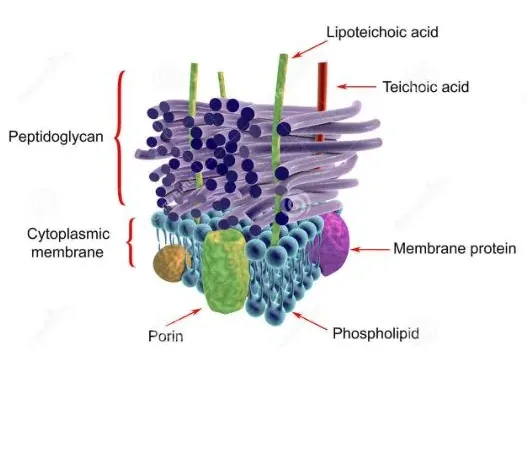 Lipoteichoic acid
Teichoic acid
Peptidoglycan
Cytoplasmic
membrane
Membrane protein
Porin
Phospholipid